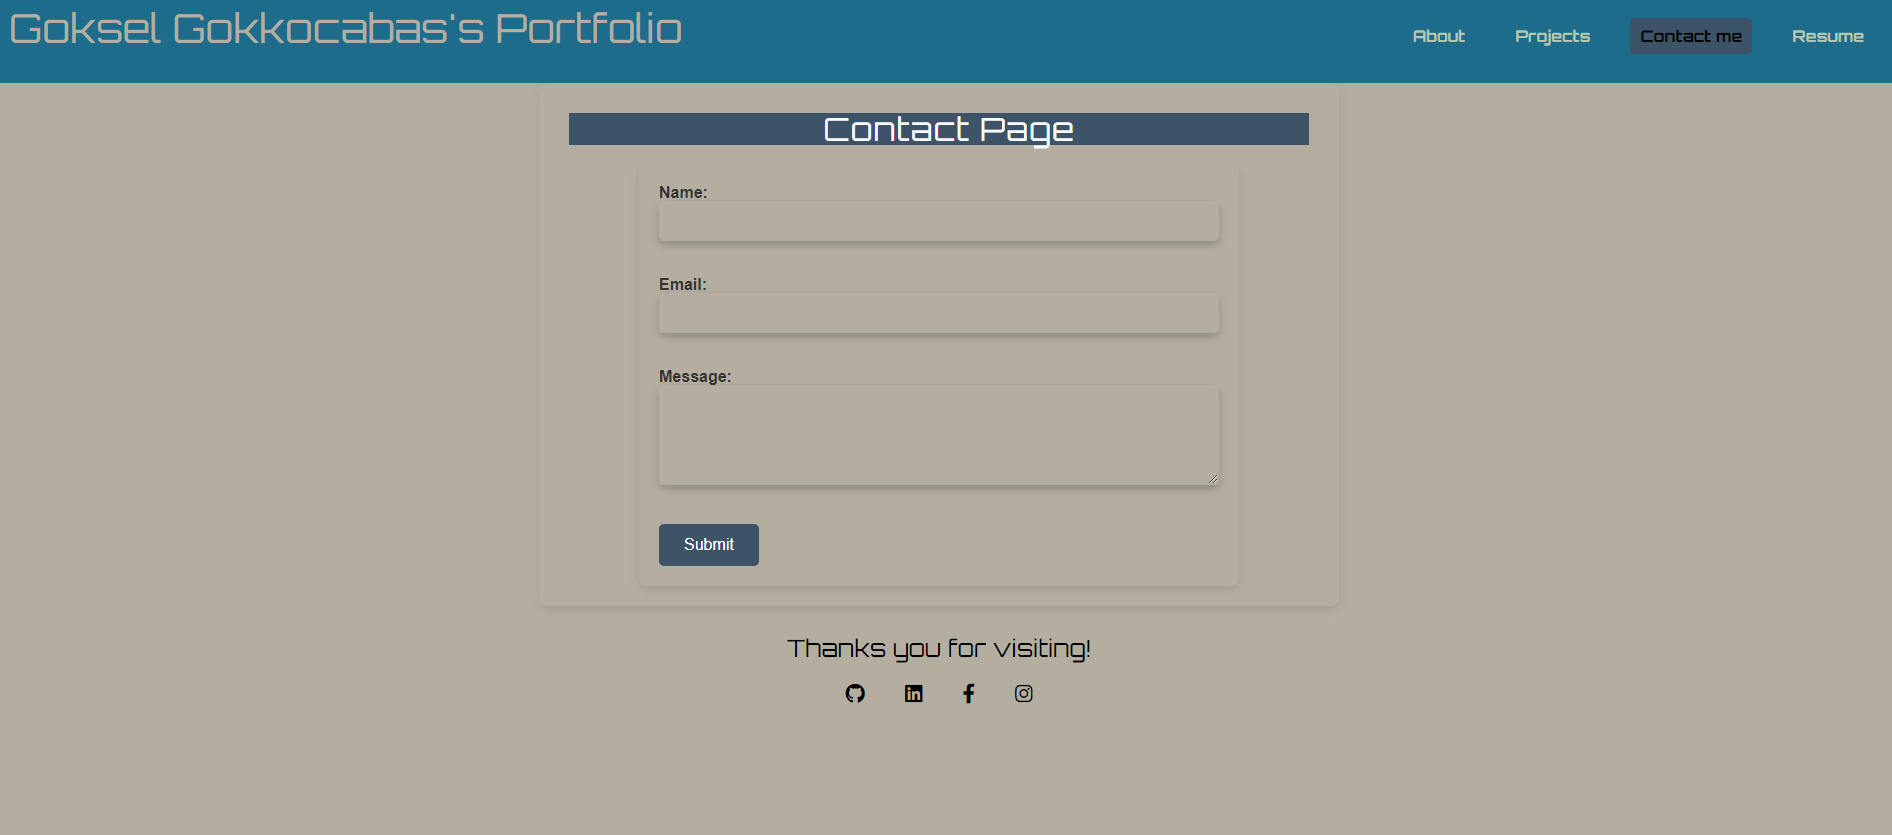 Goksel Gokkocabas's Portfolio
About Projects Contact me Resume
Contact Page
Name:
Email:
Message:
Submit
Thanks you for visiting!